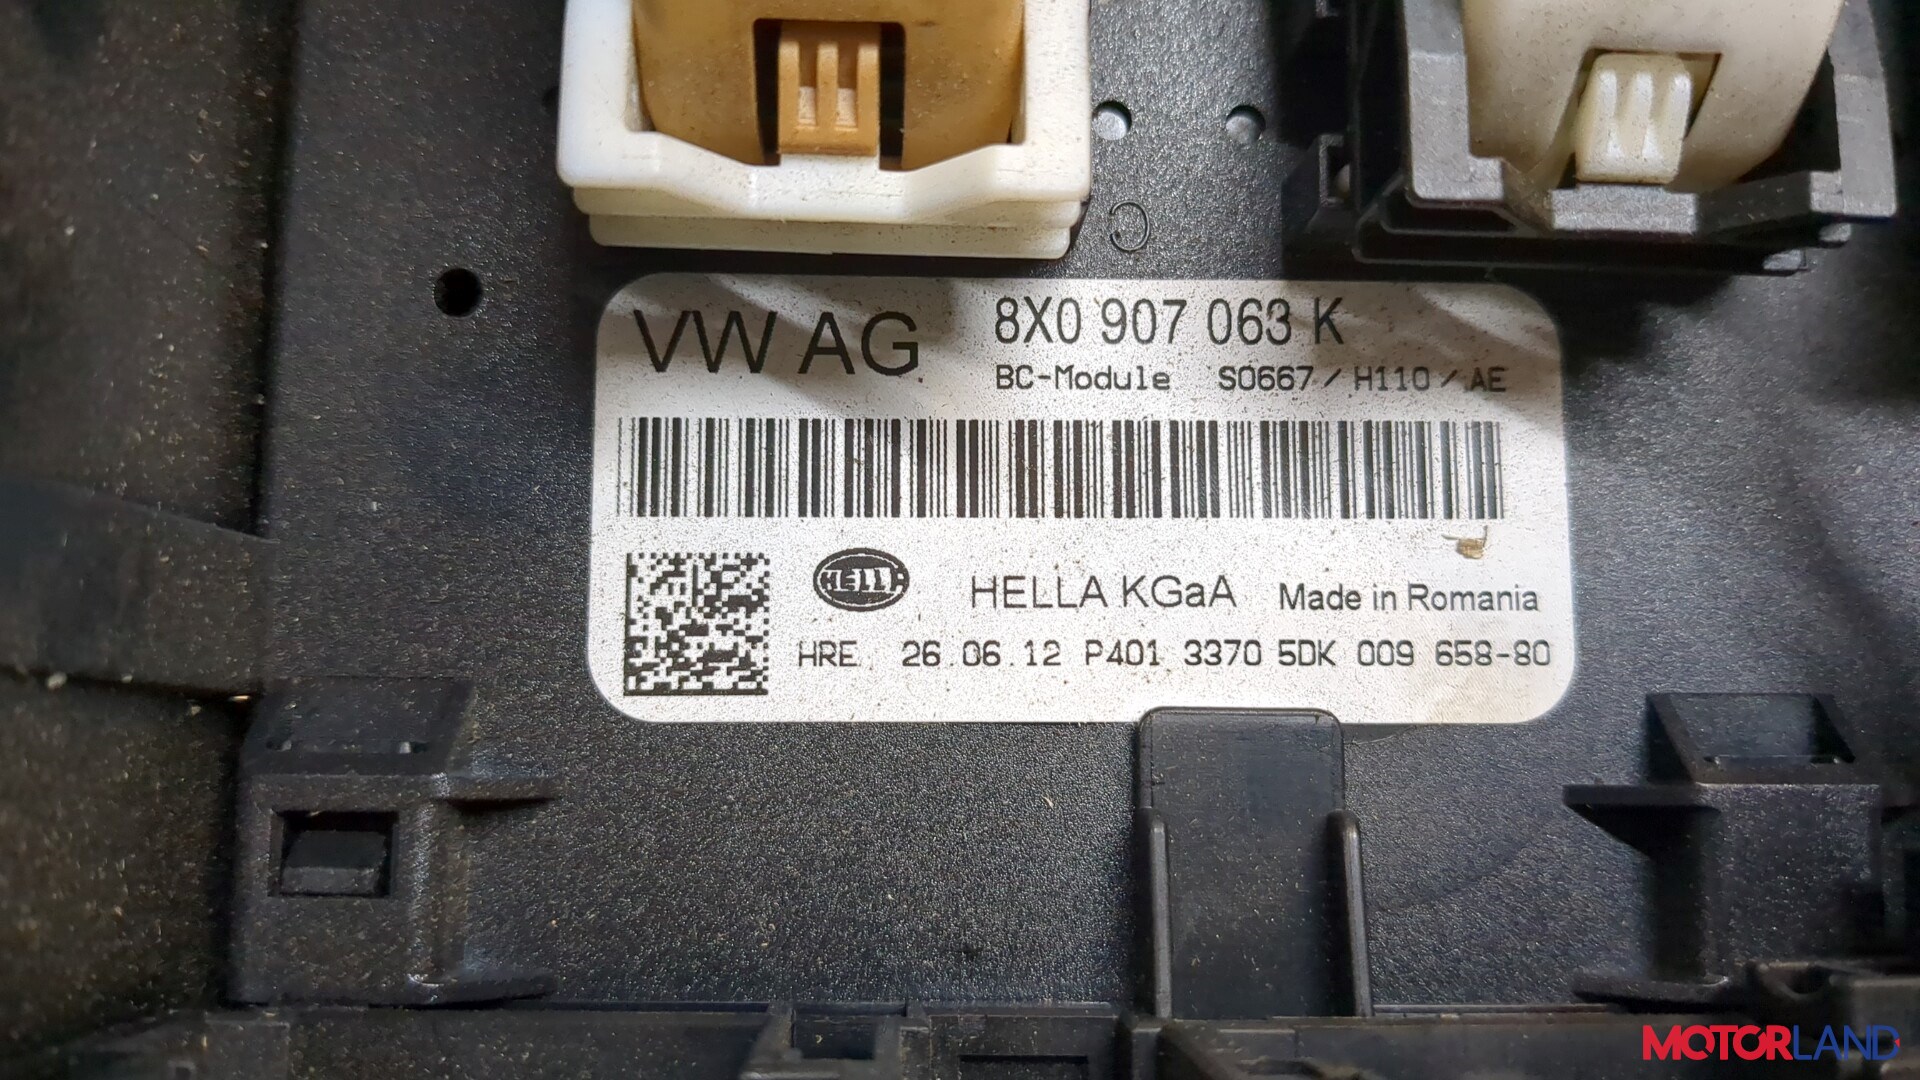 C
VW AG 8X0 907 063 K
BC-Module S0667 / H110 / AE
HELLA HELLA KGaA Made in Romania
HRE 26.06.12 P401 3370 5DK 009 658-80
MOTORLAND